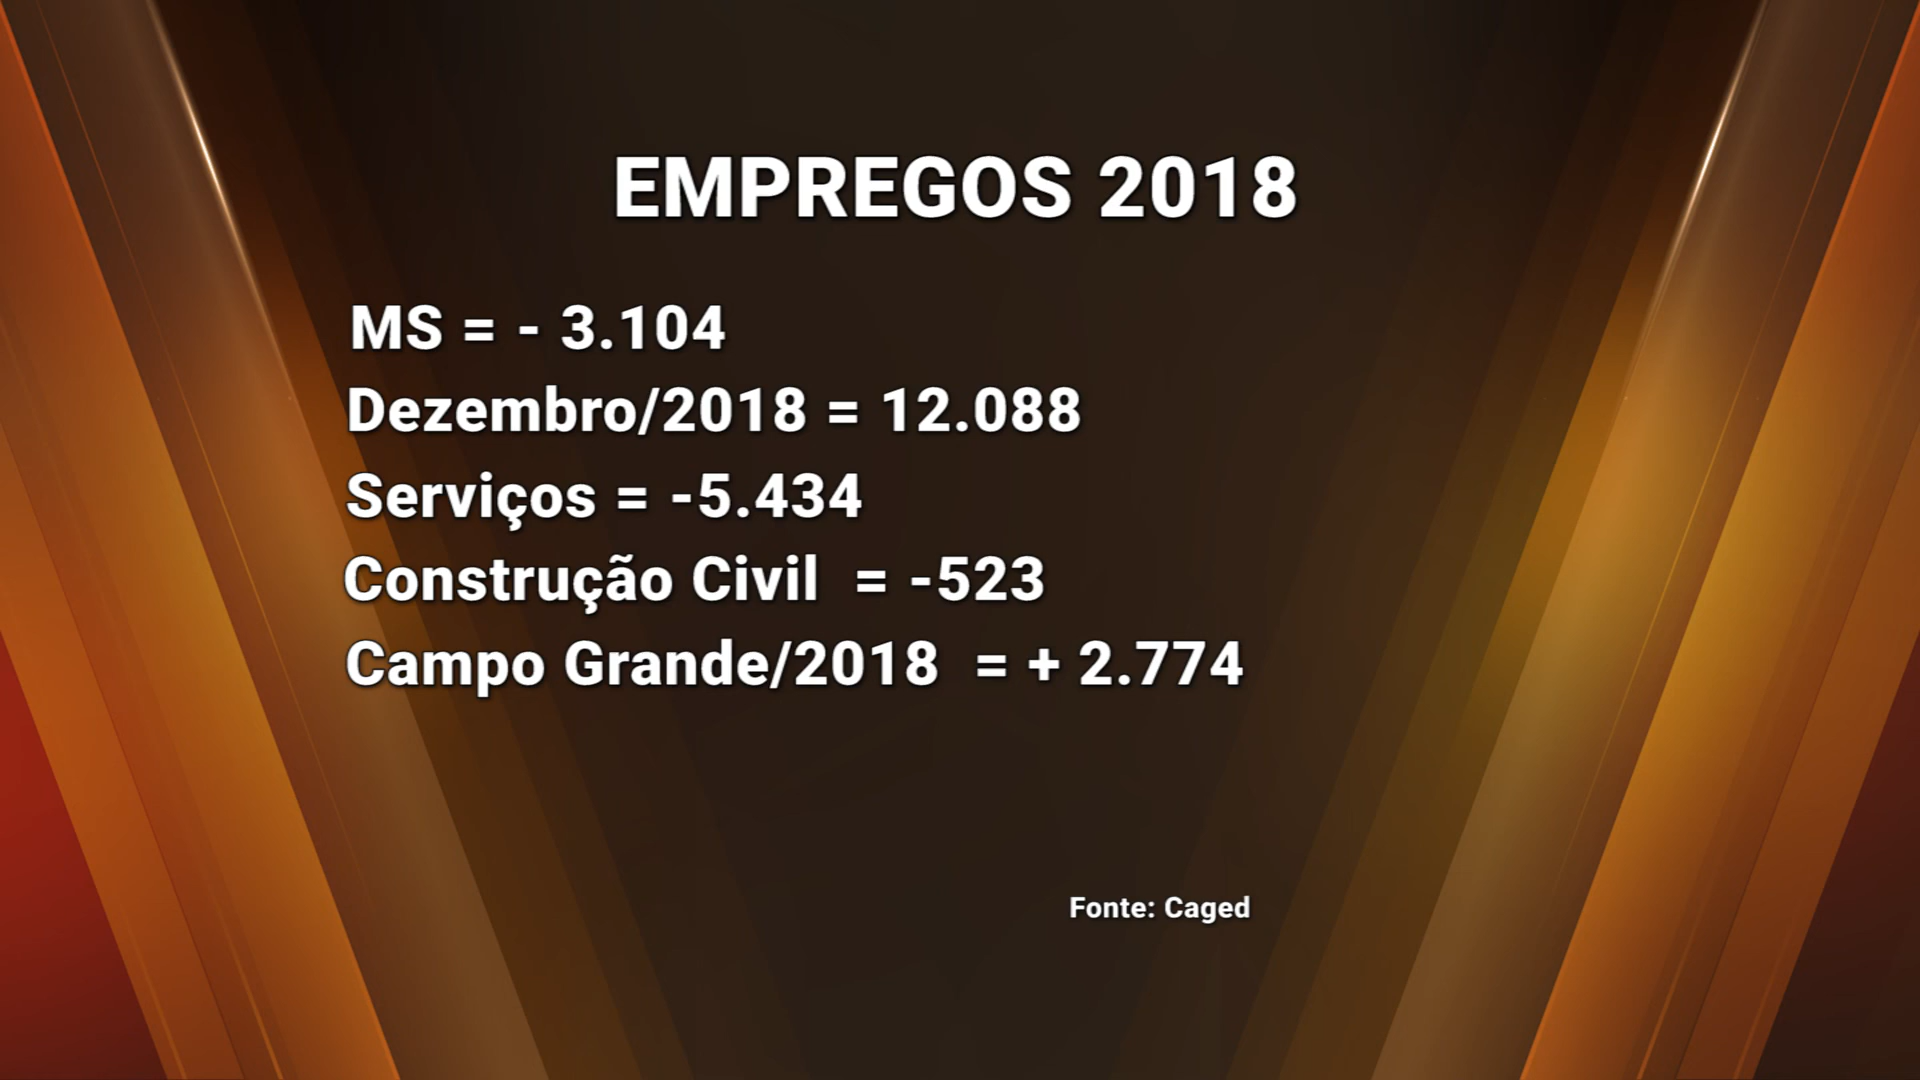 EMPREGOS 2018
MS = - 3.104
Dezembro/2018 = 12.088
Serviços = -5.434
Construção Civil = -523
Campo Grande/2018 = + 2.774
Fonte: Caged